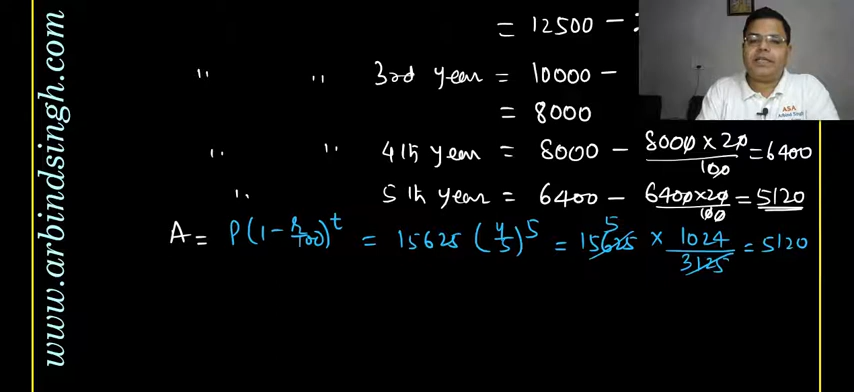 www.arbindsingh.com
= 12500 -
" " 3rd year = 10000 -
= 8000
" " 4th year = 8000 - 8000 × 20/100 = 6400
" 5th year = 6400 - 6400 × 20/100 = 5120
A = P(1 - r/100)^t = 15625 (4/5)^5 = 15625 5 × 1024/3125 = 5120
ASA
Arbind Singh